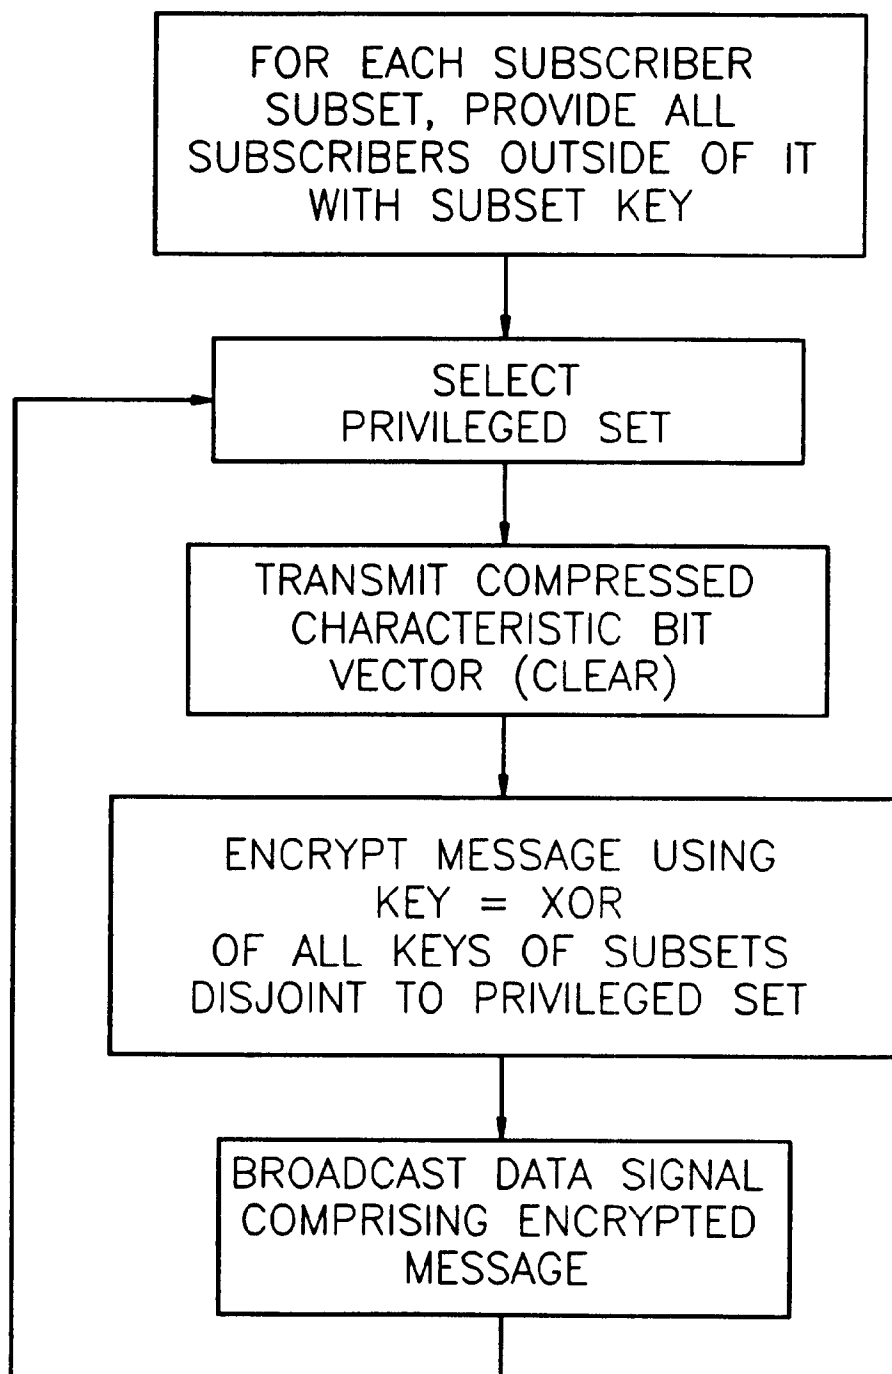 FOR EACH SUBSCRIBER
SUBSET, PROVIDE ALL
SUBSCRIBERS OUTSIDE OF IT
WITH SUBSET KEY
SELECT
PRIVILEGED SET
TRANSMIT COMPRESSED
CHARACTERISTIC BIT
VECTOR (CLEAR)
ENCRYPT MESSAGE USING
KEY = XOR
OF ALL KEYS OF SUBSETS
DISJOINT TO PRIVILEGED SET
BROADCAST DATA SIGNAL
COMPRISING ENCRYPTED
MESSAGE